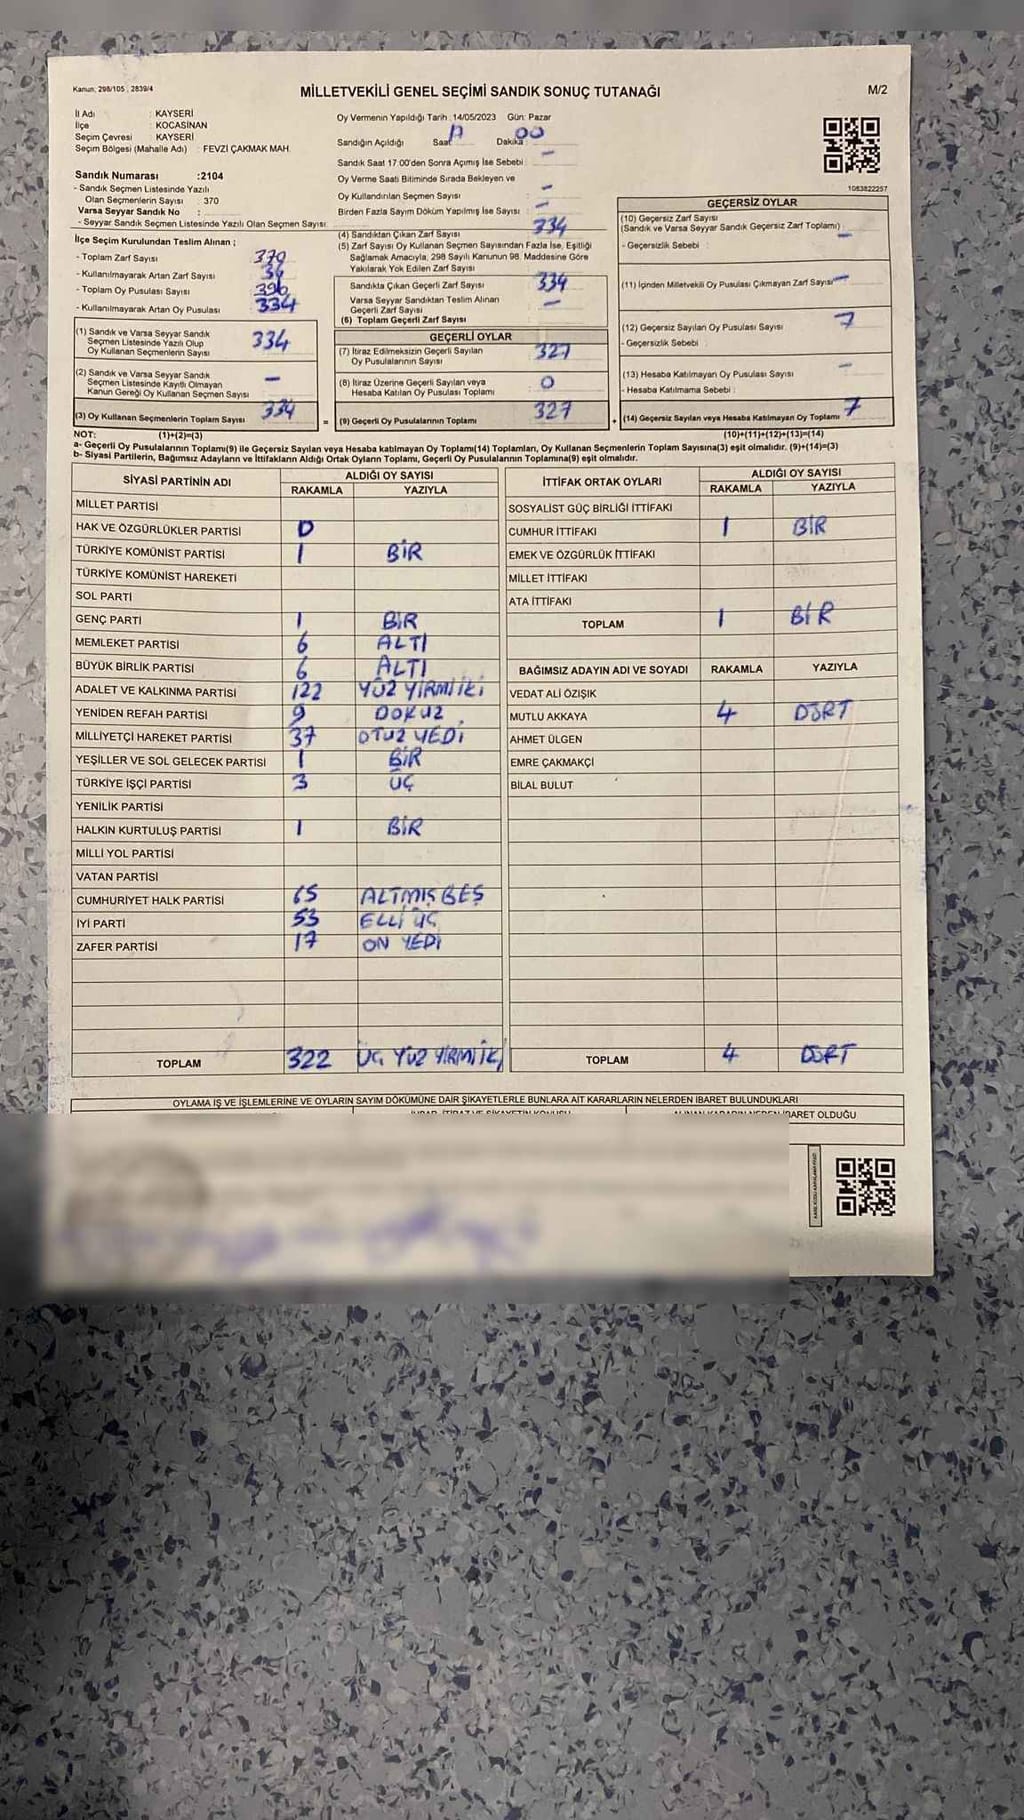 Kanun: 298/105 , 2839/4
MİLLETVEKİLİ GENEL SEÇİMİ SANDIK SONUÇ TUTANAĞI
M/2
İl Adı : KAYSERİ
İlçe : KOCASİNAN
Seçim Çevresi : KAYSERİ
Seçim Bölgesi (Mahalle Adı) : FEVZİ ÇAKMAK MAH.
Sandık Numarası :2104
- Sandık Seçmen Listesinde Yazılı
Olan Seçmenlerin Sayısı : 370
Varsa Seyyar Sandık No :
- Seyyar Sandık Seçmen Listesinde Yazılı Olan Seçmen Sayısı :
İlçe Seçim Kurulundan Teslim Alınan ;
- Toplam Zarf Sayısı 370
- Kullanılmayarak Artan Zarf Sayısı
- Toplam Oy Pusulası Sayısı
- Kullanılmayarak Artan Oy Pusulası 334
(1) Sandık ve Varsa Seyyar Sandık
Seçmen Listesinde Yazılı Olup
Oy Kullanan Seçmenlerin Sayısı 334
(2) Sandık ve Varsa Seyyar Sandık
Seçmen Listesinde Kayıtlı Olmayan
Kanun Gereği Oy Kullanan Seçmen Sayısı -
(3) Oy Kullanan Seçmenlerin Toplam Sayısı 334
Oy Vermenin Yapıldığı Tarih :14/05/2023 Gün: Pazar
Sandığın Açıldığı Saat 17 Dakika 00
Sandık Saat 17:00'den Sonra Açımış İse Sebebi : -
Oy Verme Saati Bitiminde Sırada Bekleyen ve
Oy Kullandırılan Seçmen Sayısı -
Birden Fazla Sayım Döküm Yapılmış İse Sayısı : -
(4) Sandıktan Çıkan Zarf Sayısı 334
(5) Zarf Sayısı Oy Kullanan Seçmen Sayısından Fazla İse, Eşitliği
Sağlamak Amacıyla, 298 Sayılı Kanunun 98. Maddesine Göre
Yakılarak Yok Edilen Zarf Sayısı
Sandıkta Çıkan Geçerli Zarf Sayısı 334
Varsa Seyyar Sandıktan Teslim Alınan
Geçerli Zarf Sayısı -
(6) Toplam Geçerli Zarf Sayısı
GEÇERLİ OYLAR
(7) İtiraz Edilmeksizin Geçerli Sayılan
Oy Pusulalarının Sayısı 327
(8) İtiraz Üzerine Geçerli Sayılan veya
Hesaba Katılan Oy Pusulası Toplamı 0
= (9) Geçerli Oy Pusulalarının Toplamı 327
1083822257
GEÇERSİZ OYLAR
(10) Geçersiz Zarf Sayısı
(Sandık ve Varsa Seyyar Sandık Geçersiz Zarf Toplamı) : -
- Geçersizlik Sebebi :
(11) İçinden Milletvekili Oy Pusulası Çıkmayan Zarf Sayısı -
(12) Geçersiz Sayılan Oy Pusulası Sayısı 7
- Geçersizlik Sebebi :
(13) Hesaba Katılmayan Oy Pusulası Sayısı -
- Hesaba Katılmama Sebebi :
+ (14) Geçersiz Sayılan veya Hesaba Katılmayan Oy Toplamı 7
NOT: (1)+(2)=(3) (10)+(11)+(12)+(13)=(14)
a- Geçerli Oy Pusulalarının Toplamı(9) ile Geçersiz Sayılan veya Hesaba katılmayan Oy Toplamı(14) Toplamları, Oy Kullanan Seçmenlerin Toplam Sayısına(3) eşit olmalıdır. (9)+(14)=(3)
b- Siyasi Partilerin, Bağımsız Adayların ve İttifakların Aldığı Ortak Oyların Toplamı, Geçerli Oy Pusulalarının Toplamına(9) eşit olmalıdır.
SİYASİ PARTİNİN ADI ALDIĞI OY SAYISI
RAKAMLA YAZIYLA
MİLLET PARTİSİ
HAK VE ÖZGÜRLÜKLER PARTİSİ 0
TÜRKİYE KOMÜNİST PARTİSİ 1 BİR
TÜRKİYE KOMÜNİST HAREKETİ
SOL PARTİ
GENÇ PARTİ 1 BİR
MEMLEKET PARTİSİ 6 ALTI
BÜYÜK BİRLİK PARTİSİ 6 ALTI
ADALET VE KALKINMA PARTİSİ 122 YÜZ YİRMİ İKİ
YENİDEN REFAH PARTİSİ 9 DOKUZ
MİLLİYETÇİ HAREKET PARTİSİ 37 OTUZ YEDİ
YEŞİLLER VE SOL GELECEK PARTİSİ 1 BİR
TÜRKİYE İŞÇİ PARTİSİ 3 ÜÇ
YENİLİK PARTİSİ
HALKIN KURTULUŞ PARTİSİ 1 BİR
MİLLİ YOL PARTİSİ
VATAN PARTİSİ
CUMHURİYET HALK PARTİSİ 65 ALTMIŞ BEŞ
İYİ PARTİ 53 ELLİ ÜÇ
ZAFER PARTİSİ 17 ON YEDİ
TOPLAM 322 ÜÇ YÜZ YİRMİ İKİ
İTTİFAK ORTAK OYLARI ALDIĞI OY SAYISI
RAKAMLA YAZIYLA
SOSYALİST GÜÇ BİRLİĞİ İTTİFAKI
CUMHUR İTTİFAKI 1 BİR
EMEK VE ÖZGÜRLÜK İTTİFAKI
MİLLET İTTİFAKI
ATA İTTİFAKI
TOPLAM 1 BİR
BAĞIMSIZ ADAYIN ADI VE SOYADI RAKAMLA YAZIYLA
VEDAT ALİ ÖZIŞIK
MUTLU AKKAYA 4 DÖRT
AHMET ÜLGEN
EMRE ÇAKMAKÇİ
BİLAL BULUT
TOPLAM 4 DÖRT
OYLAMA İŞ VE İŞLEMLERİNE VE OYLARIN SAYIM DÖKÜMÜNE DAİR ŞİKAYETLERLE BUNLARA AİT KARARLARIN NELERDEN İBARET BULUNDUKLARI